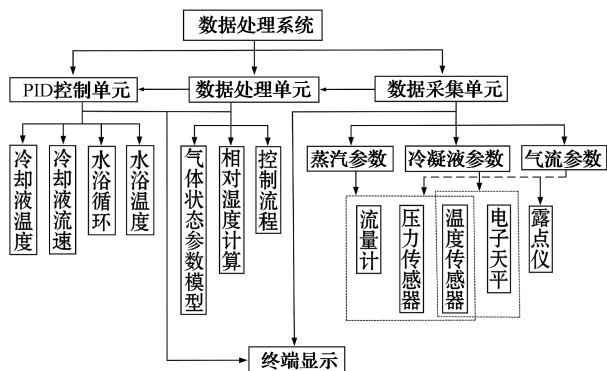 数据处理系统
PID控制单元
数据处理单元
数据采集单元
冷却液温度
冷却液流速
水浴循环
水浴温度
气体状态参数模型
相对湿度计算
控制流程
蒸汽参数
冷凝液参数
气流参数
流量计
压力传感器
温度传感器
电子天平
露点仪
终端显示